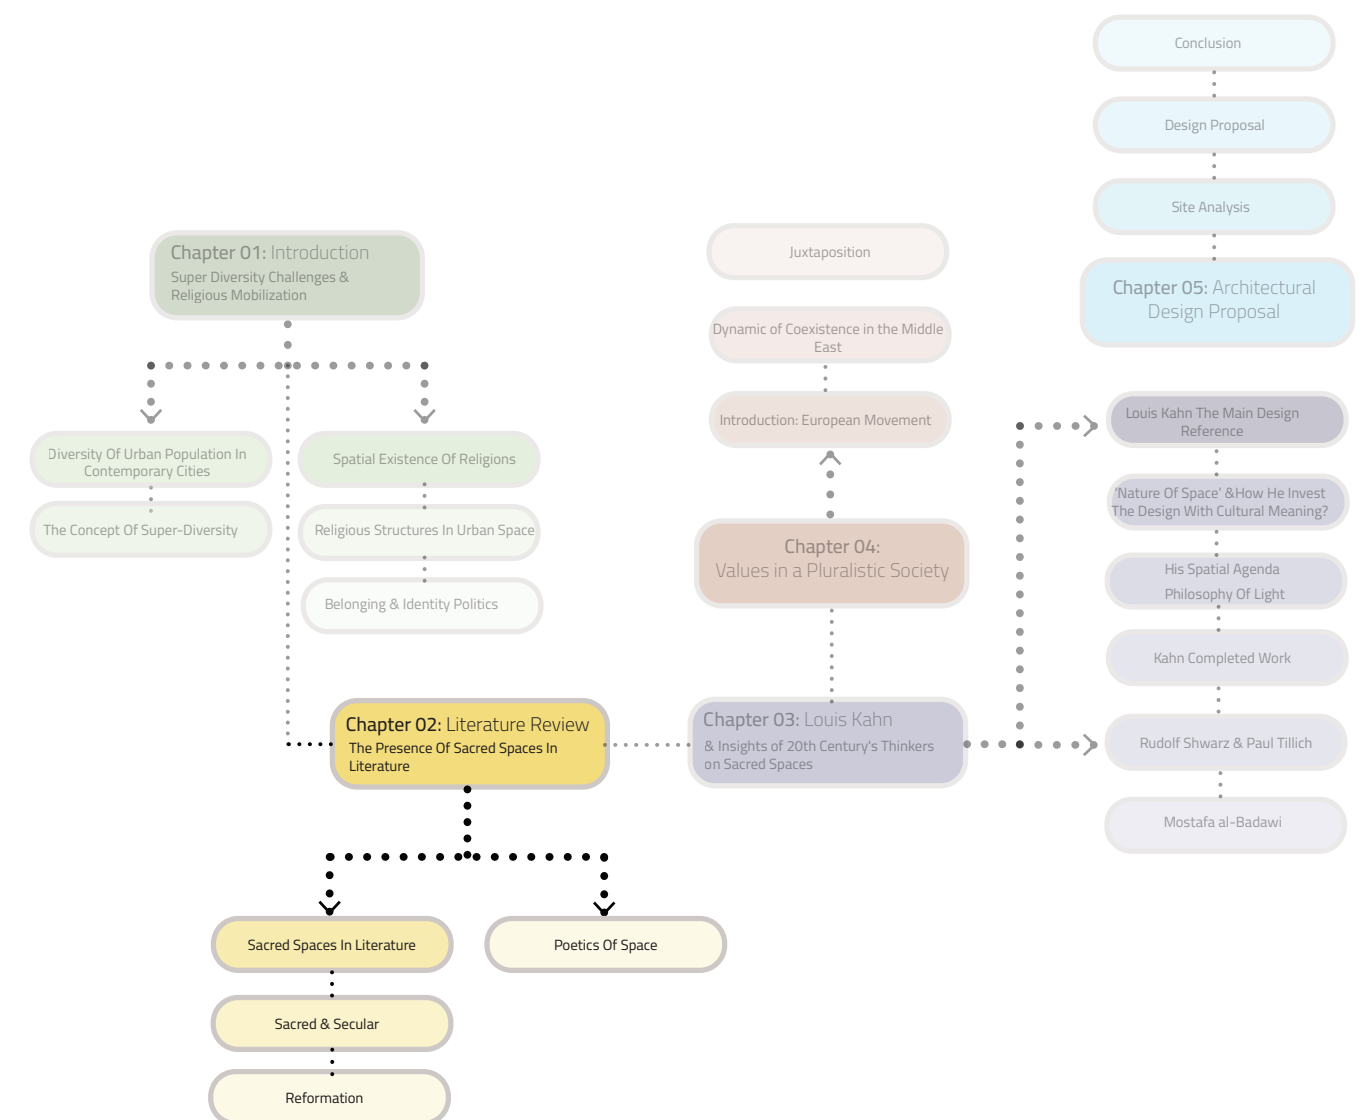 Conclusion
Design Proposal
Site Analysis
Chapter 05: Architectural
Design Proposal
Chapter 01: Introduction
Super Diversity Challenges &
Religious Mobilization
Diversity Of Urban Population In
Contemporary Cities
The Concept Of Super-Diversity
Spatial Existence Of Religions
Religious Structures In Urban Space
Belonging & Identity Politics
Juxtaposition
Dynamic of Coexistence in the Middle
East
Introduction: European Movement
Chapter 04:
Values in a Pluralistic Society
Louis Kahn The Main Design
Reference
'Nature Of Space' &How He Invest
The Design With Cultural Meaning?
His Spatial Agenda
Philosophy Of Light
Kahn Completed Work
Rudolf Shwarz & Paul Tillich
Mostafa al-Badawi
Chapter 02: Literature Review
The Presence Of Sacred Spaces In
Literature
Chapter 03: Louis Kahn
& Insights of 20th Century's Thinkers
on Sacred Spaces
Sacred Spaces In Literature
Sacred & Secular
Reformation
Poetics Of Space